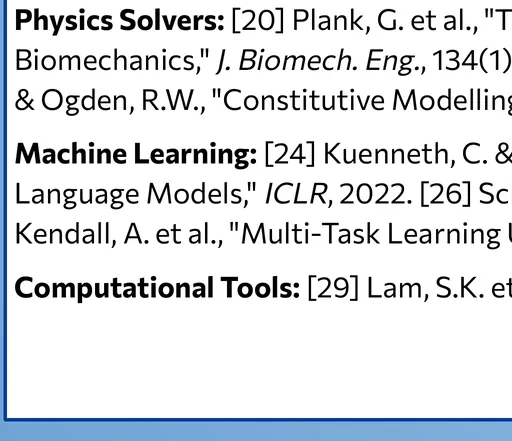 Physics Solvers: [20] Plank, G. et al., "T
Biomechanics," J. Biomech. Eng., 134(1)
& Ogden, R.W., "Constitutive Modelling
Machine Learning: [24] Kuenneth, C. &
Language Models," ICLR, 2022. [26] Sc
Kendall, A. et al., "Multi-Task Learning U
Computational Tools: [29] Lam, S.K. et